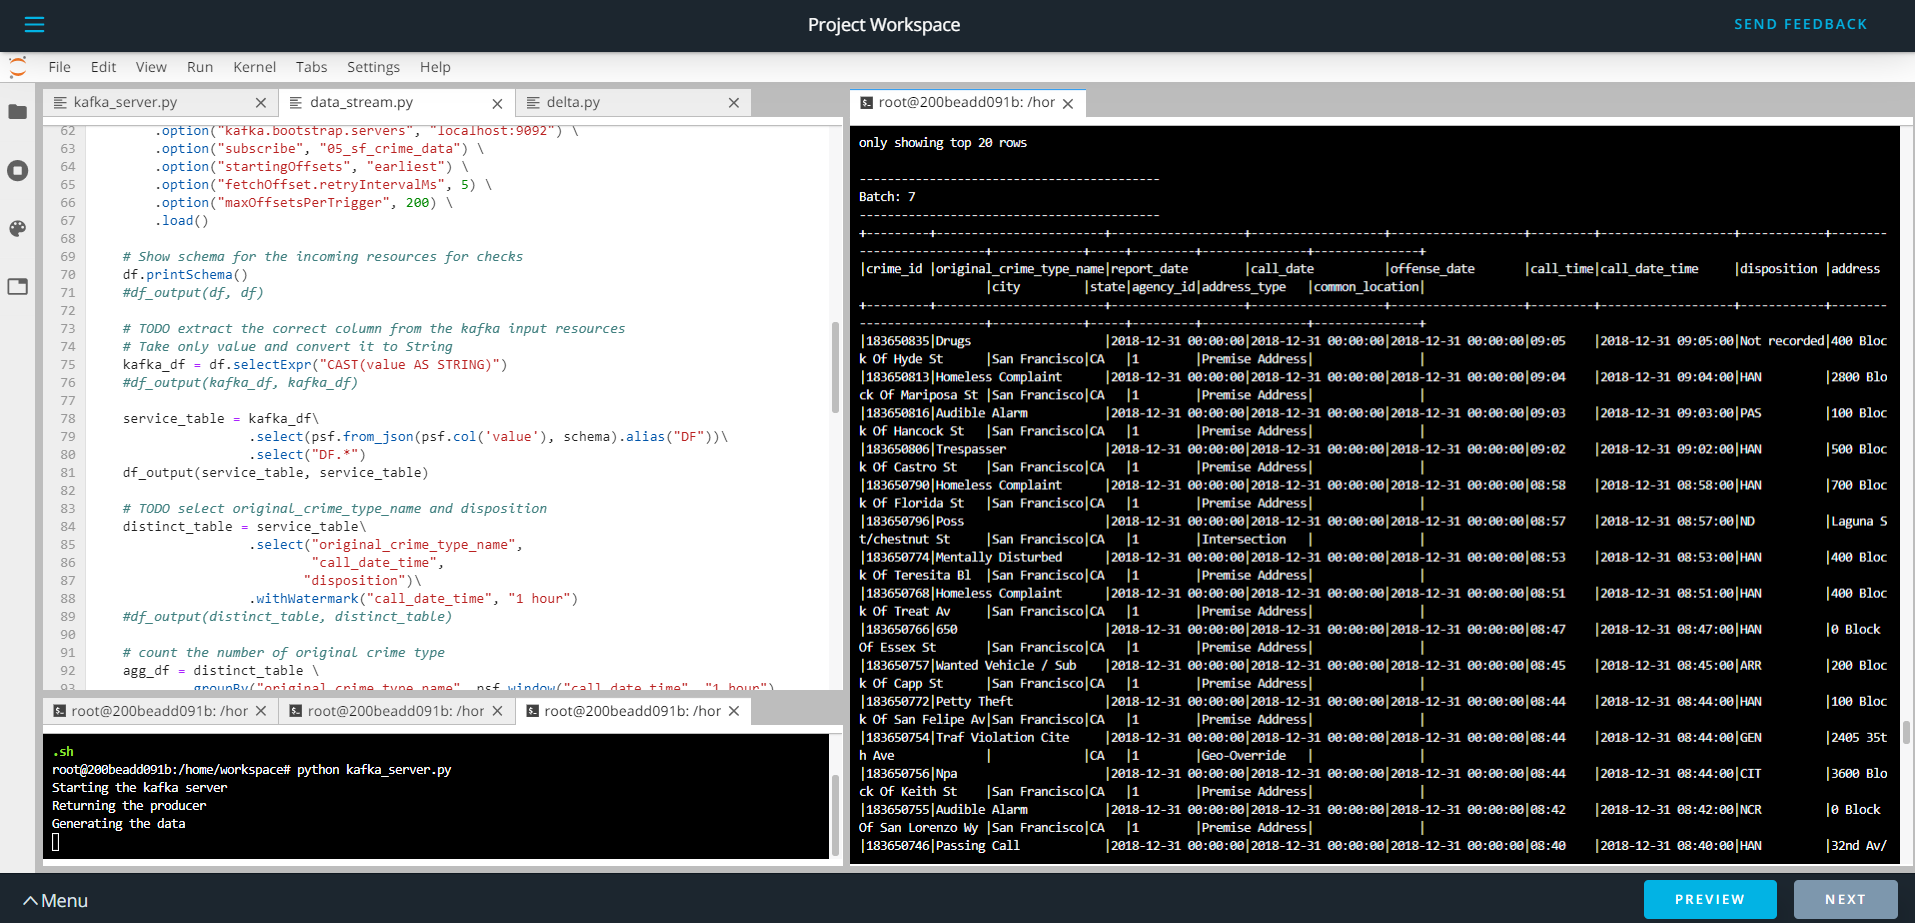 Project Workspace
SEND FEEDBACK
File Edit View Run Kernel Tabs Settings Help
kafka_server.py
data_stream.py
delta.py
62 .option("kafka.bootstrap.servers", "localhost:9092") \
63 .option("subscribe", "05_sf_crime_data") \
64 .option("startingOffsets", "earliest") \
65 .option("fetchOffset.retryIntervalMs", 5) \
66 .option("maxOffsetsPerTrigger", 200) \
67 .load()
68
69 # Show schema for the incoming resources for checks
70 df.printSchema()
71 #df_output(df, df)
72
73 # TODO extract the correct column from the kafka input resources
74 # Take only value and convert it to String
75 kafka_df = df.selectExpr("CAST(value AS STRING)")
76 #df_output(kafka_df, kafka_df)
77
78 service_table = kafka_df\
79 .select(psf.from_json(psf.col('value'), schema).alias("DF"))\
80 .select("DF.*")
81 df_output(service_table, service_table)
82
83 # TODO select original_crime_type_name and disposition
84 distinct_table = service_table\
85 .select("original_crime_type_name",
86 "call_date_time",
87 "disposition")\
88 .withWatermark("call_date_time", "1 hour")
89 #df_output(distinct_table, distinct_table)
90
91 # count the number of original crime type
92 agg_df = distinct_table \
93 .groupBy("original_crime_type_name", psf.window("call_date_time", "1 hour")
root@200beadd091b: /hor
root@200beadd091b: /hor
root@200beadd091b: /hor
.sh
root@200beadd091b:/home/workspace# python kafka_server.py
Starting the kafka server
Returning the producer
Generating the data
root@200beadd091b: /hor
only showing top 20 rows
-------------------------------------------
Batch: 7
-------------------------------------------
+--------+------------------------+-------------------+-------------------+-------------------+---------+-------------------+------------+--------
------------------+-------------+-----+---------+---------------+---------------+
|crime_id |original_crime_type_name|report_date |call_date |offense_date |call_time|call_date_time |disposition |address
|city |state|agency_id|address_type |common_location|
+--------+------------------------+-------------------+-------------------+-------------------+---------+-------------------+------------+--------
------------------+-------------+-----+---------+---------------+---------------+
|183650835|Drugs |2018-12-31 00:00:00|2018-12-31 00:00:00|2018-12-31 00:00:00|09:05 |2018-12-31 09:05:00|Not recorded|400 Bloc
k Of Hyde St |San Francisco|CA |1 |Premise Address| |
|183650813|Homeless Complaint |2018-12-31 00:00:00|2018-12-31 00:00:00|2018-12-31 00:00:00|09:04 |2018-12-31 09:04:00|HAN |2800 Blo
ck Of Mariposa St |San Francisco|CA |1 |Premise Address| |
|183650816|Audible Alarm |2018-12-31 00:00:00|2018-12-31 00:00:00|2018-12-31 00:00:00|09:03 |2018-12-31 09:03:00|PAS |100 Bloc
k Of Hancock St |San Francisco|CA |1 |Premise Address| |
|183650806|Trespasser |2018-12-31 00:00:00|2018-12-31 00:00:00|2018-12-31 00:00:00|09:02 |2018-12-31 09:02:00|HAN |500 Bloc
k Of Castro St |San Francisco|CA |1 |Premise Address| |
|183650790|Homeless Complaint |2018-12-31 00:00:00|2018-12-31 00:00:00|2018-12-31 00:00:00|08:58 |2018-12-31 08:58:00|HAN |700 Bloc
k Of Florida St |San Francisco|CA |1 |Premise Address| |
|183650796|Poss |2018-12-31 00:00:00|2018-12-31 00:00:00|2018-12-31 00:00:00|08:57 |2018-12-31 08:57:00|ND |Laguna S
t/chestnut St |San Francisco|CA |1 |Intersection | |
|183650774|Mentally Disturbed |2018-12-31 00:00:00|2018-12-31 00:00:00|2018-12-31 00:00:00|08:53 |2018-12-31 08:53:00|HAN |400 Bloc
k Of Teresita Bl |San Francisco|CA |1 |Premise Address| |
|183650768|Homeless Complaint |2018-12-31 00:00:00|2018-12-31 00:00:00|2018-12-31 00:00:00|08:51 |2018-12-31 08:51:00|HAN |400 Bloc
k Of Treat Av |San Francisco|CA |1 |Premise Address| |
|183650766|650 |2018-12-31 00:00:00|2018-12-31 00:00:00|2018-12-31 00:00:00|08:47 |2018-12-31 08:47:00|HAN |0 Block
Of Essex St |San Francisco|CA |1 |Premise Address| |
|183650757|Wanted Vehicle / Sub |2018-12-31 00:00:00|2018-12-31 00:00:00|2018-12-31 00:00:00|08:45 |2018-12-31 08:45:00|ARR |200 Bloc
k Of Capp St |San Francisco|CA |1 |Premise Address| |
|183650772|Petty Theft |2018-12-31 00:00:00|2018-12-31 00:00:00|2018-12-31 00:00:00|08:44 |2018-12-31 08:44:00|HAN |100 Bloc
k Of San Felipe Av|San Francisco|CA |1 |Premise Address| |
|183650754|Traf Violation Cite |2018-12-31 00:00:00|2018-12-31 00:00:00|2018-12-31 00:00:00|08:44 |2018-12-31 08:44:00|GEN |2405 35t
h Ave | |CA |1 |Geo-Override | |
|183650756|Npa |2018-12-31 00:00:00|2018-12-31 00:00:00|2018-12-31 00:00:00|08:44 |2018-12-31 08:44:00|CIT |3600 Blo
ck Of Keith St |San Francisco|CA |1 |Premise Address| |
|183650755|Audible Alarm |2018-12-31 00:00:00|2018-12-31 00:00:00|2018-12-31 00:00:00|08:42 |2018-12-31 08:42:00|NCR |0 Block
Of San Lorenzo Wy |San Francisco|CA |1 |Premise Address| |
|183650746|Passing Call |2018-12-31 00:00:00|2018-12-31 00:00:00|2018-12-31 00:00:00|08:40 |2018-12-31 08:40:00|HAN |32nd Av/
Menu
PREVIEW
NEXT